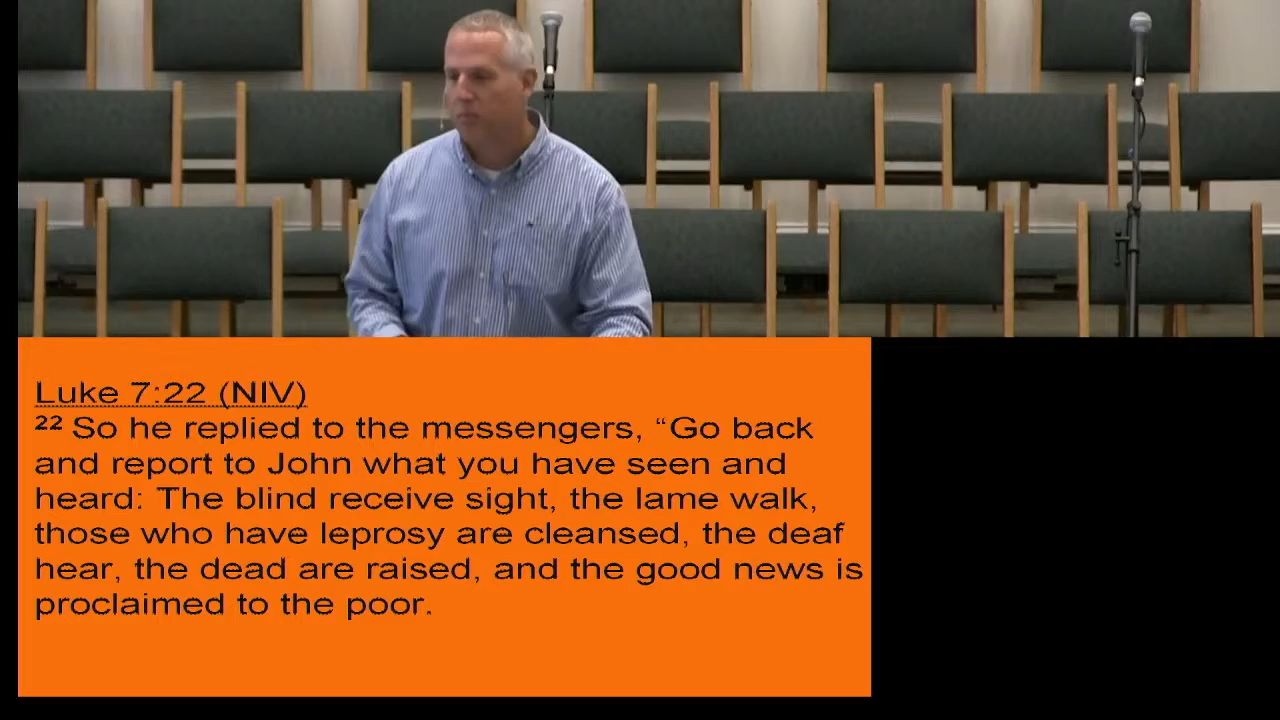 Luke 7:22 (NIV)
²² So he replied to the messengers, “Go back
and report to John what you have seen and
heard: The blind receive sight, the lame walk,
those who have leprosy are cleansed, the deaf
hear, the dead are raised, and the good news is
proclaimed to the poor.